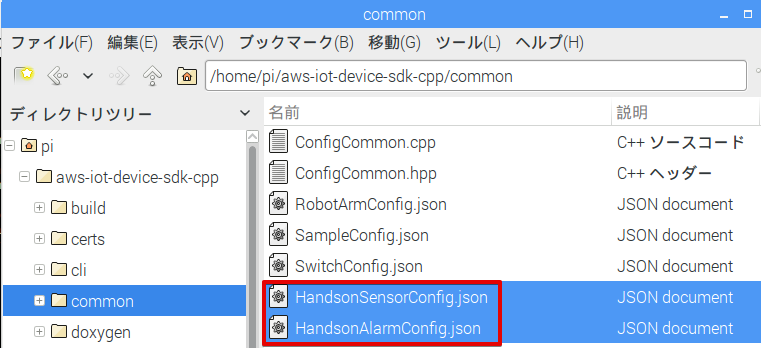 common
ファイル(F) 編集(E) 表示(V) ブックマーク(B) 移動(G) ツール(L) ヘルプ(H)
/home/pi/aws-iot-device-sdk-cpp/common
ディレクトリツリー
pi
aws-iot-device-sdk-cpp
build
certs
cli
common
doxygen
名前 説明
ConfigCommon.cpp C++ ソースコード
ConfigCommon.hpp C++ ヘッダー
RobotArmConfig.json JSON document
SampleConfig.json JSON document
SwitchConfig.json JSON document
HandsonSensorConfig.json JSON document
HandsonAlarmConfig.json JSON document